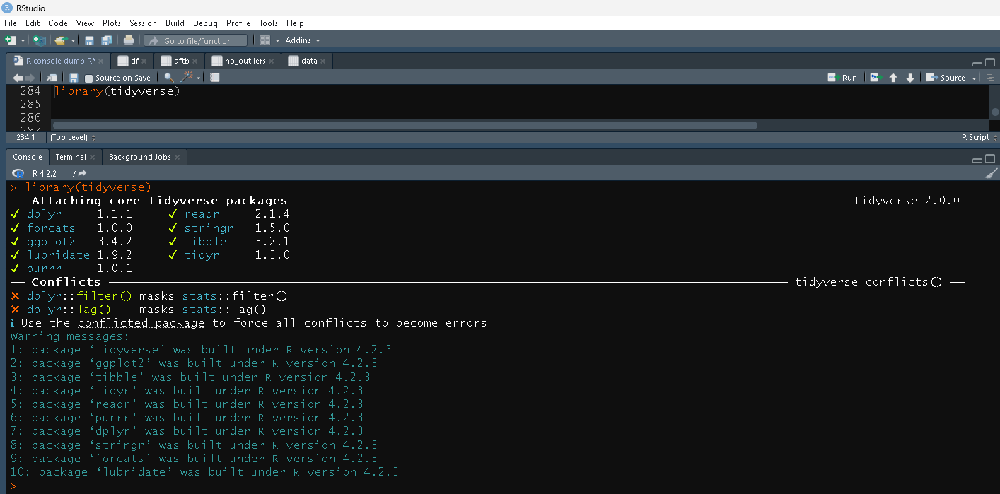 RStudio
File Edit Code View Plots Session Build Debug Profile Tools Help
Go to file/function Addins
R console dump.R* df dftb no_outliers data
Source on Save Run Source
284 library(tidyverse)
285
286
287
284:1 (Top Level) R Script
Console Terminal Background Jobs
R 4.2.2 · ~/
> library(tidyverse)
── Attaching core tidyverse packages ── tidyverse 2.0.0 ──
✔ dplyr 1.1.1 ✔ readr 2.1.4
✔ forcats 1.0.0 ✔ stringr 1.5.0
✔ ggplot2 3.4.2 ✔ tibble 3.2.1
✔ lubridate 1.9.2 ✔ tidyr 1.3.0
✔ purrr 1.0.1
── Conflicts ── tidyverse_conflicts() ──
✖ dplyr::filter() masks stats::filter()
✖ dplyr::lag() masks stats::lag()
ℹ Use the conflicted package to force all conflicts to become errors
Warning messages:
1: package ‘tidyverse’ was built under R version 4.2.3
2: package ‘ggplot2’ was built under R version 4.2.3
3: package ‘tibble’ was built under R version 4.2.3
4: package ‘tidyr’ was built under R version 4.2.3
5: package ‘readr’ was built under R version 4.2.3
6: package ‘purrr’ was built under R version 4.2.3
7: package ‘dplyr’ was built under R version 4.2.3
8: package ‘stringr’ was built under R version 4.2.3
9: package ‘forcats’ was built under R version 4.2.3
10: package ‘lubridate’ was built under R version 4.2.3
>